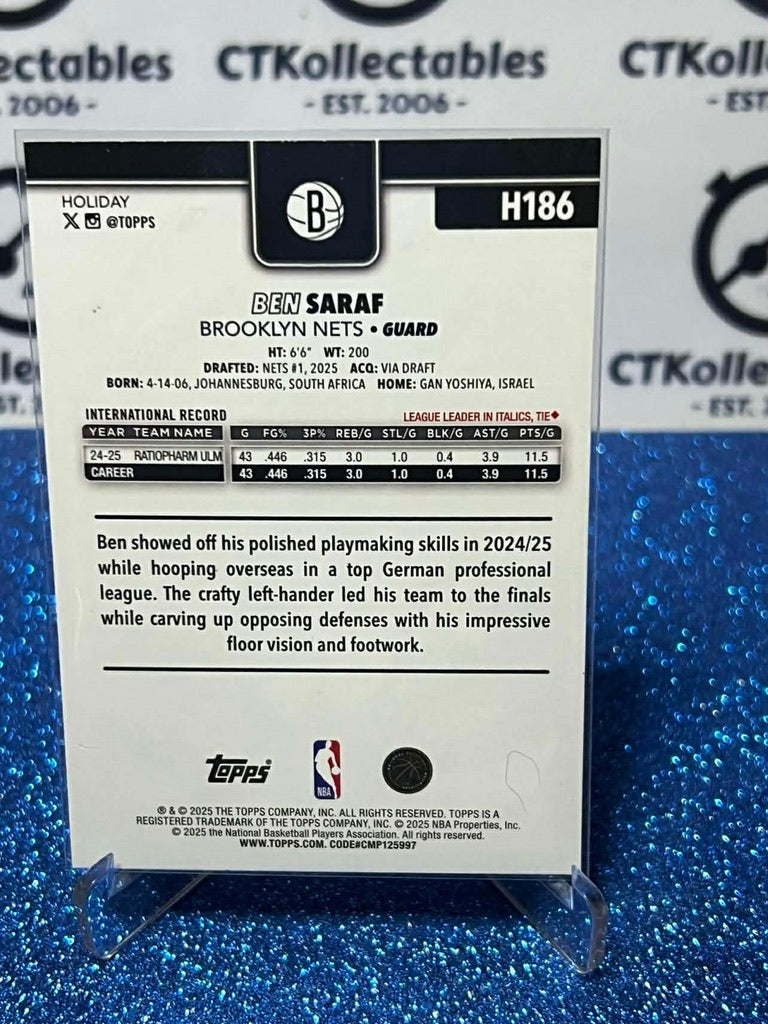 ectables CTKollectables CTKoll
2006 - - EST. 2006 - - EST
HOLIDAY
@TOPPS
B
H186
BEN SARAF
BROOKLYN NETS • GUARD
HT: 6'6" WT: 200
DRAFTED: NETS #1, 2025 ACQ: VIA DRAFT
BORN: 4-14-06, JOHANNESBURG, SOUTH AFRICA HOME: GAN YOSHIYA, ISRAEL
INTERNATIONAL RECORD LEAGUE LEADER IN ITALICS, TIE◆
YEAR TEAM NAME G FG% 3P% REB/G STL/G BLK/G AST/G PTS/G
24-25 RATIOPHARM ULM 43 .446 .315 3.0 1.0 0.4 3.9 11.5
CAREER 43 .446 .315 3.0 1.0 0.4 3.9 11.5
Ben showed off his polished playmaking skills in 2024/25
while hooping overseas in a top German professional
league. The crafty left-hander led his team to the finals
while carving up opposing defenses with his impressive
floor vision and footwork.
Topps
NBA
® & © 2025 THE TOPPS COMPANY, INC. ALL RIGHTS RESERVED. TOPPS IS A
REGISTERED TRADEMARK OF THE TOPPS COMPANY, INC. © 2025 NBA Properties, Inc.
© 2025 the National Basketball Players Association. All rights reserved.
WWW.TOPPS.COM. CODE#CMP125997
CTKollectables
- EST. 2